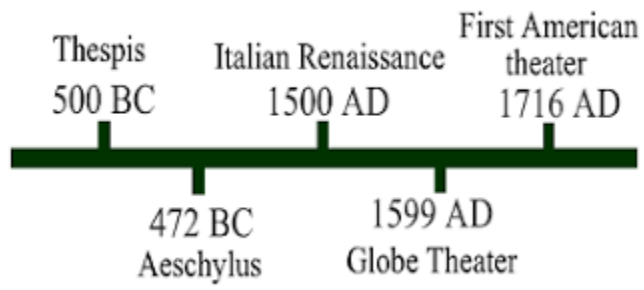 Thespis
500 BC
472 BC
Aeschylus
Italian Renaissance
1500 AD
1599 AD
Globe Theater
First American
theater
1716 AD